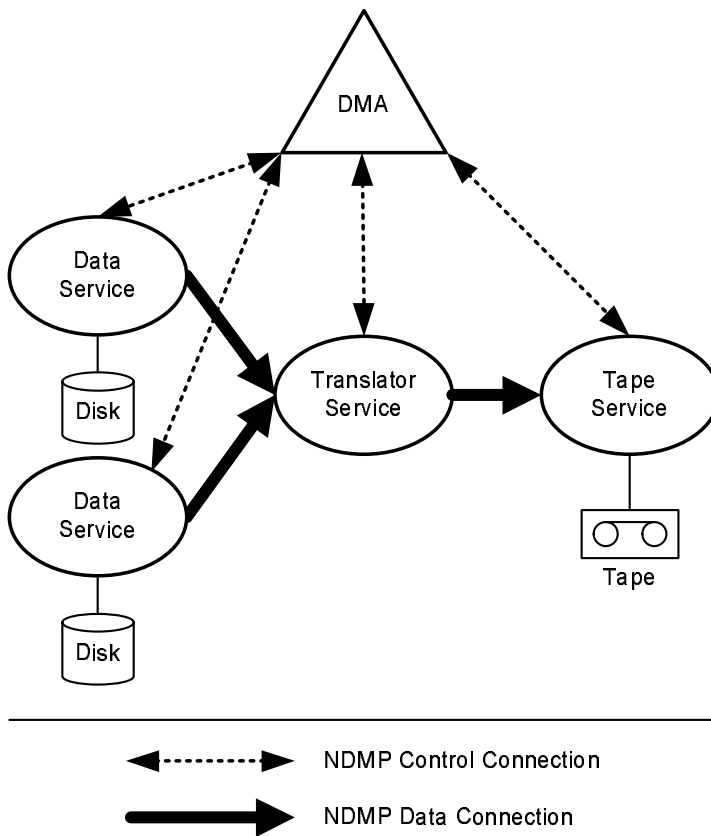 DMA
Data
Service
Disk
Translator
Service
Tape
Service
Data
Service
Tape
Disk
NDMP Control Connection
NDMP Data Connection